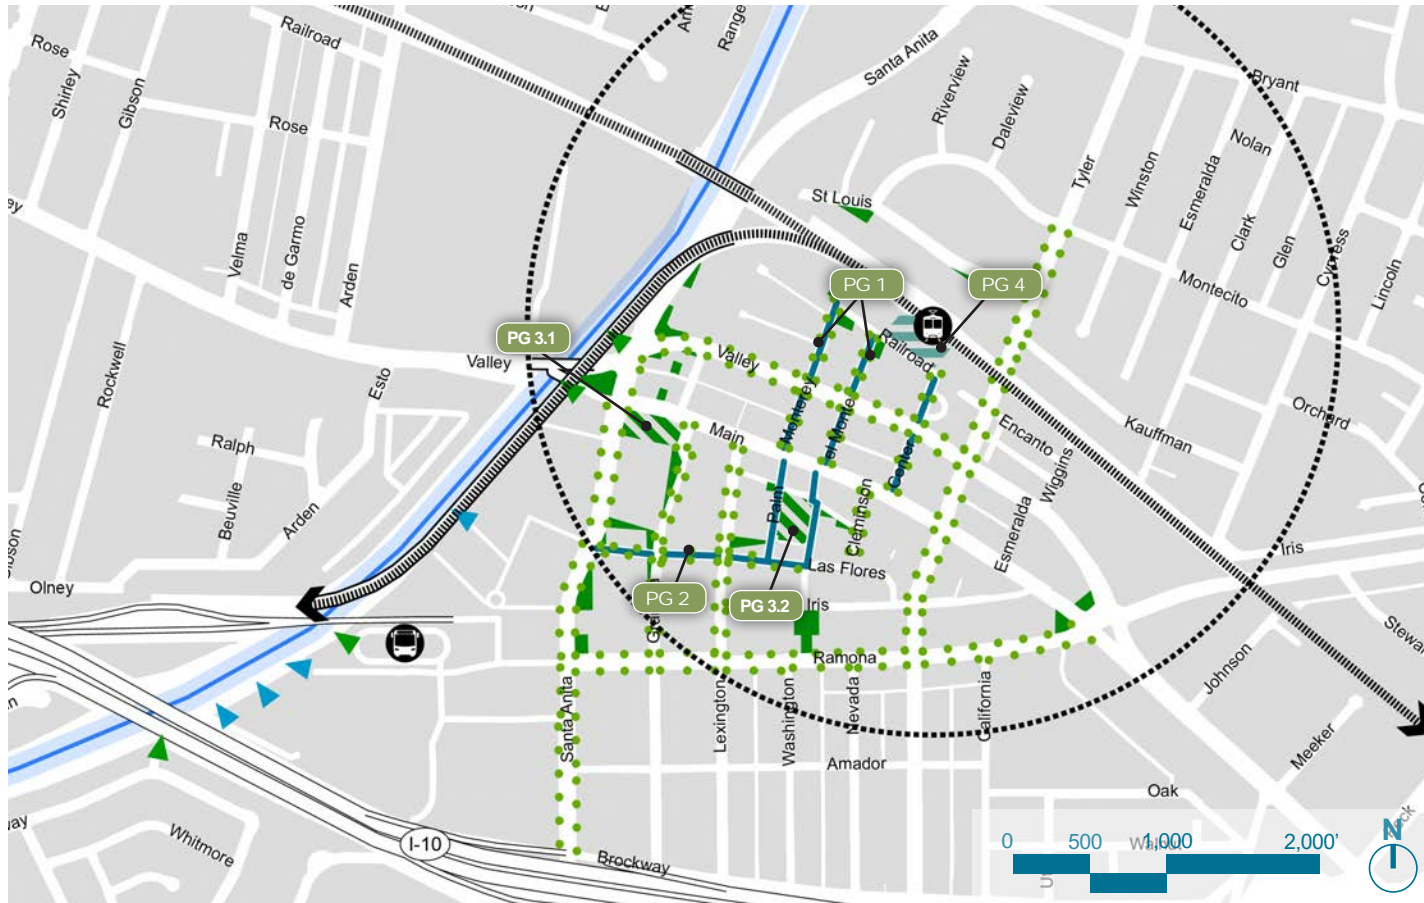 Railroad
Rose
Shirley
Gibson
Range
Santa Anita
Riverview
Daleview
Bryant
Rose
Nolan
Tyler
Winston
Esmeralda
Clark
Glen
Cypress
Lincoln
St Louis
Velma
de Garmo
Arden
Montecito
PG 1
PG 4
PG 3.1
Railroad
Valley
Valley
Rockwell
Esto
Monterey
el Monte
Main
Center
Encanto
Kauffman
Orchard
Wiggins
Ralph
Beuville
Arden
Palm
Cleminson
Esmeralda
Iris
Olney
Las Flores
PG 2
PG 3.2
Iris
Ramona
Johnson
Santa Anita
Lexington
Washington
Nevada
California
Meeker
Amador
Oak
Whitmore
I-10
Brockway
0 500 1,000 2,000'
N